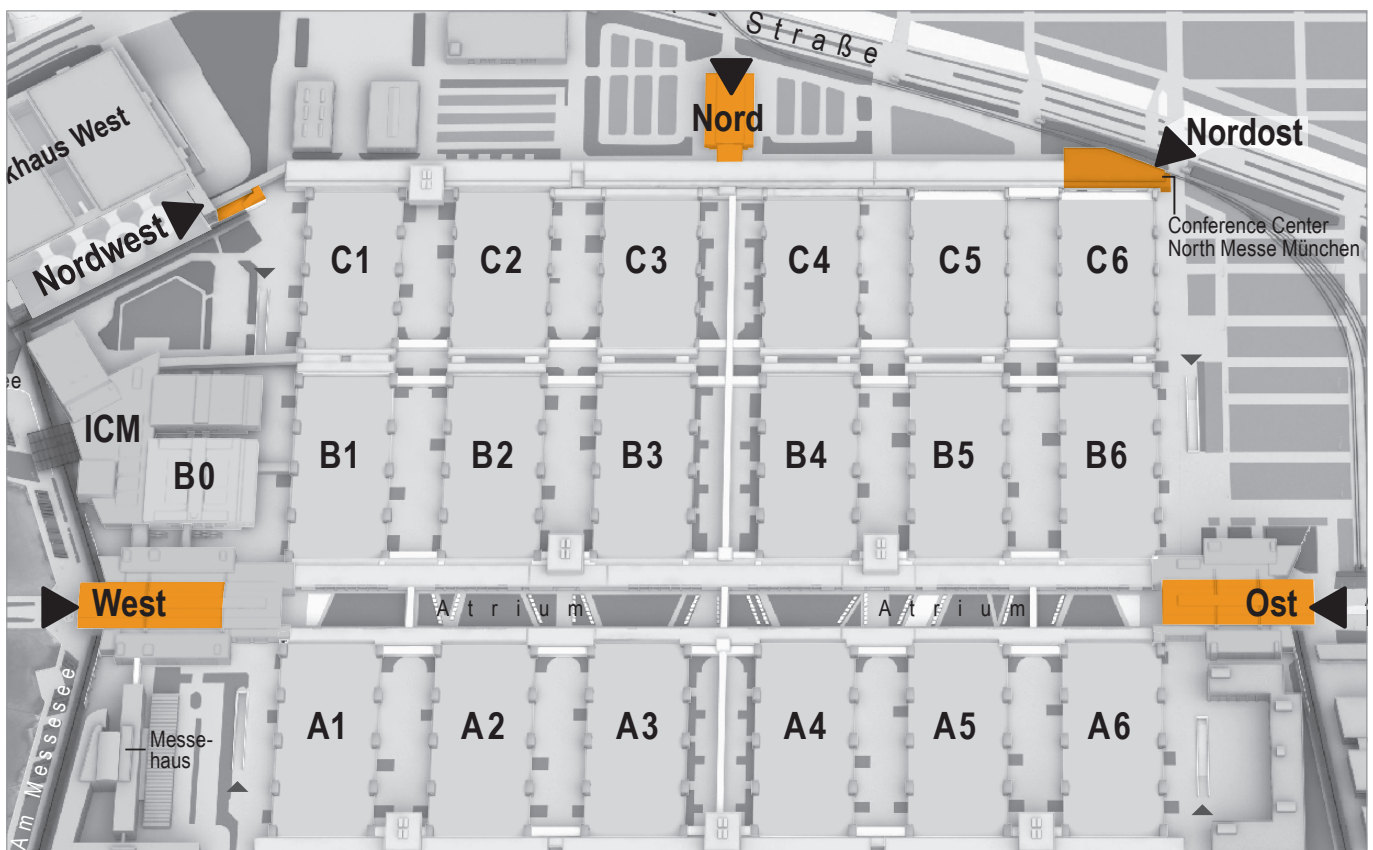 Straße
Nord
Nordost
khaus West
Nordwest
Conference Center
North Messe München
C1
C2
C3
C4
C5
C6
ee
ICM
B0
B1
B2
B3
B4
B5
B6
West
Atrium
Atrium
Ost
A1
A2
A3
A4
A5
A6
Messe-
haus
Am Messesee